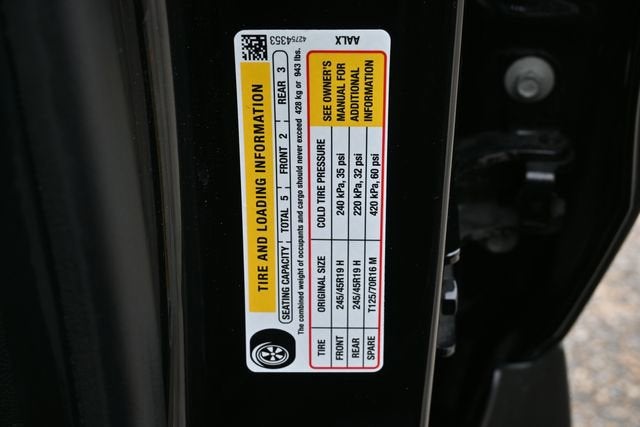 TIRE AND LOADING INFORMATION
SEATING CAPACITY TOTAL 5 FRONT 2 REAR 3
The combined weight of occupants and cargo should never exceed 428 kg or 943 lbs.
TIRE ORIGINAL SIZE COLD TIRE PRESSURE SEE OWNER'S
FRONT 245/45R19 H 240 kPa, 35 psi MANUAL FOR
REAR 245/45R19 H 220 kPa, 32 psi ADDITIONAL
SPARE T125/70R16 M 420 kPa, 60 psi INFORMATION
42754353
AALX